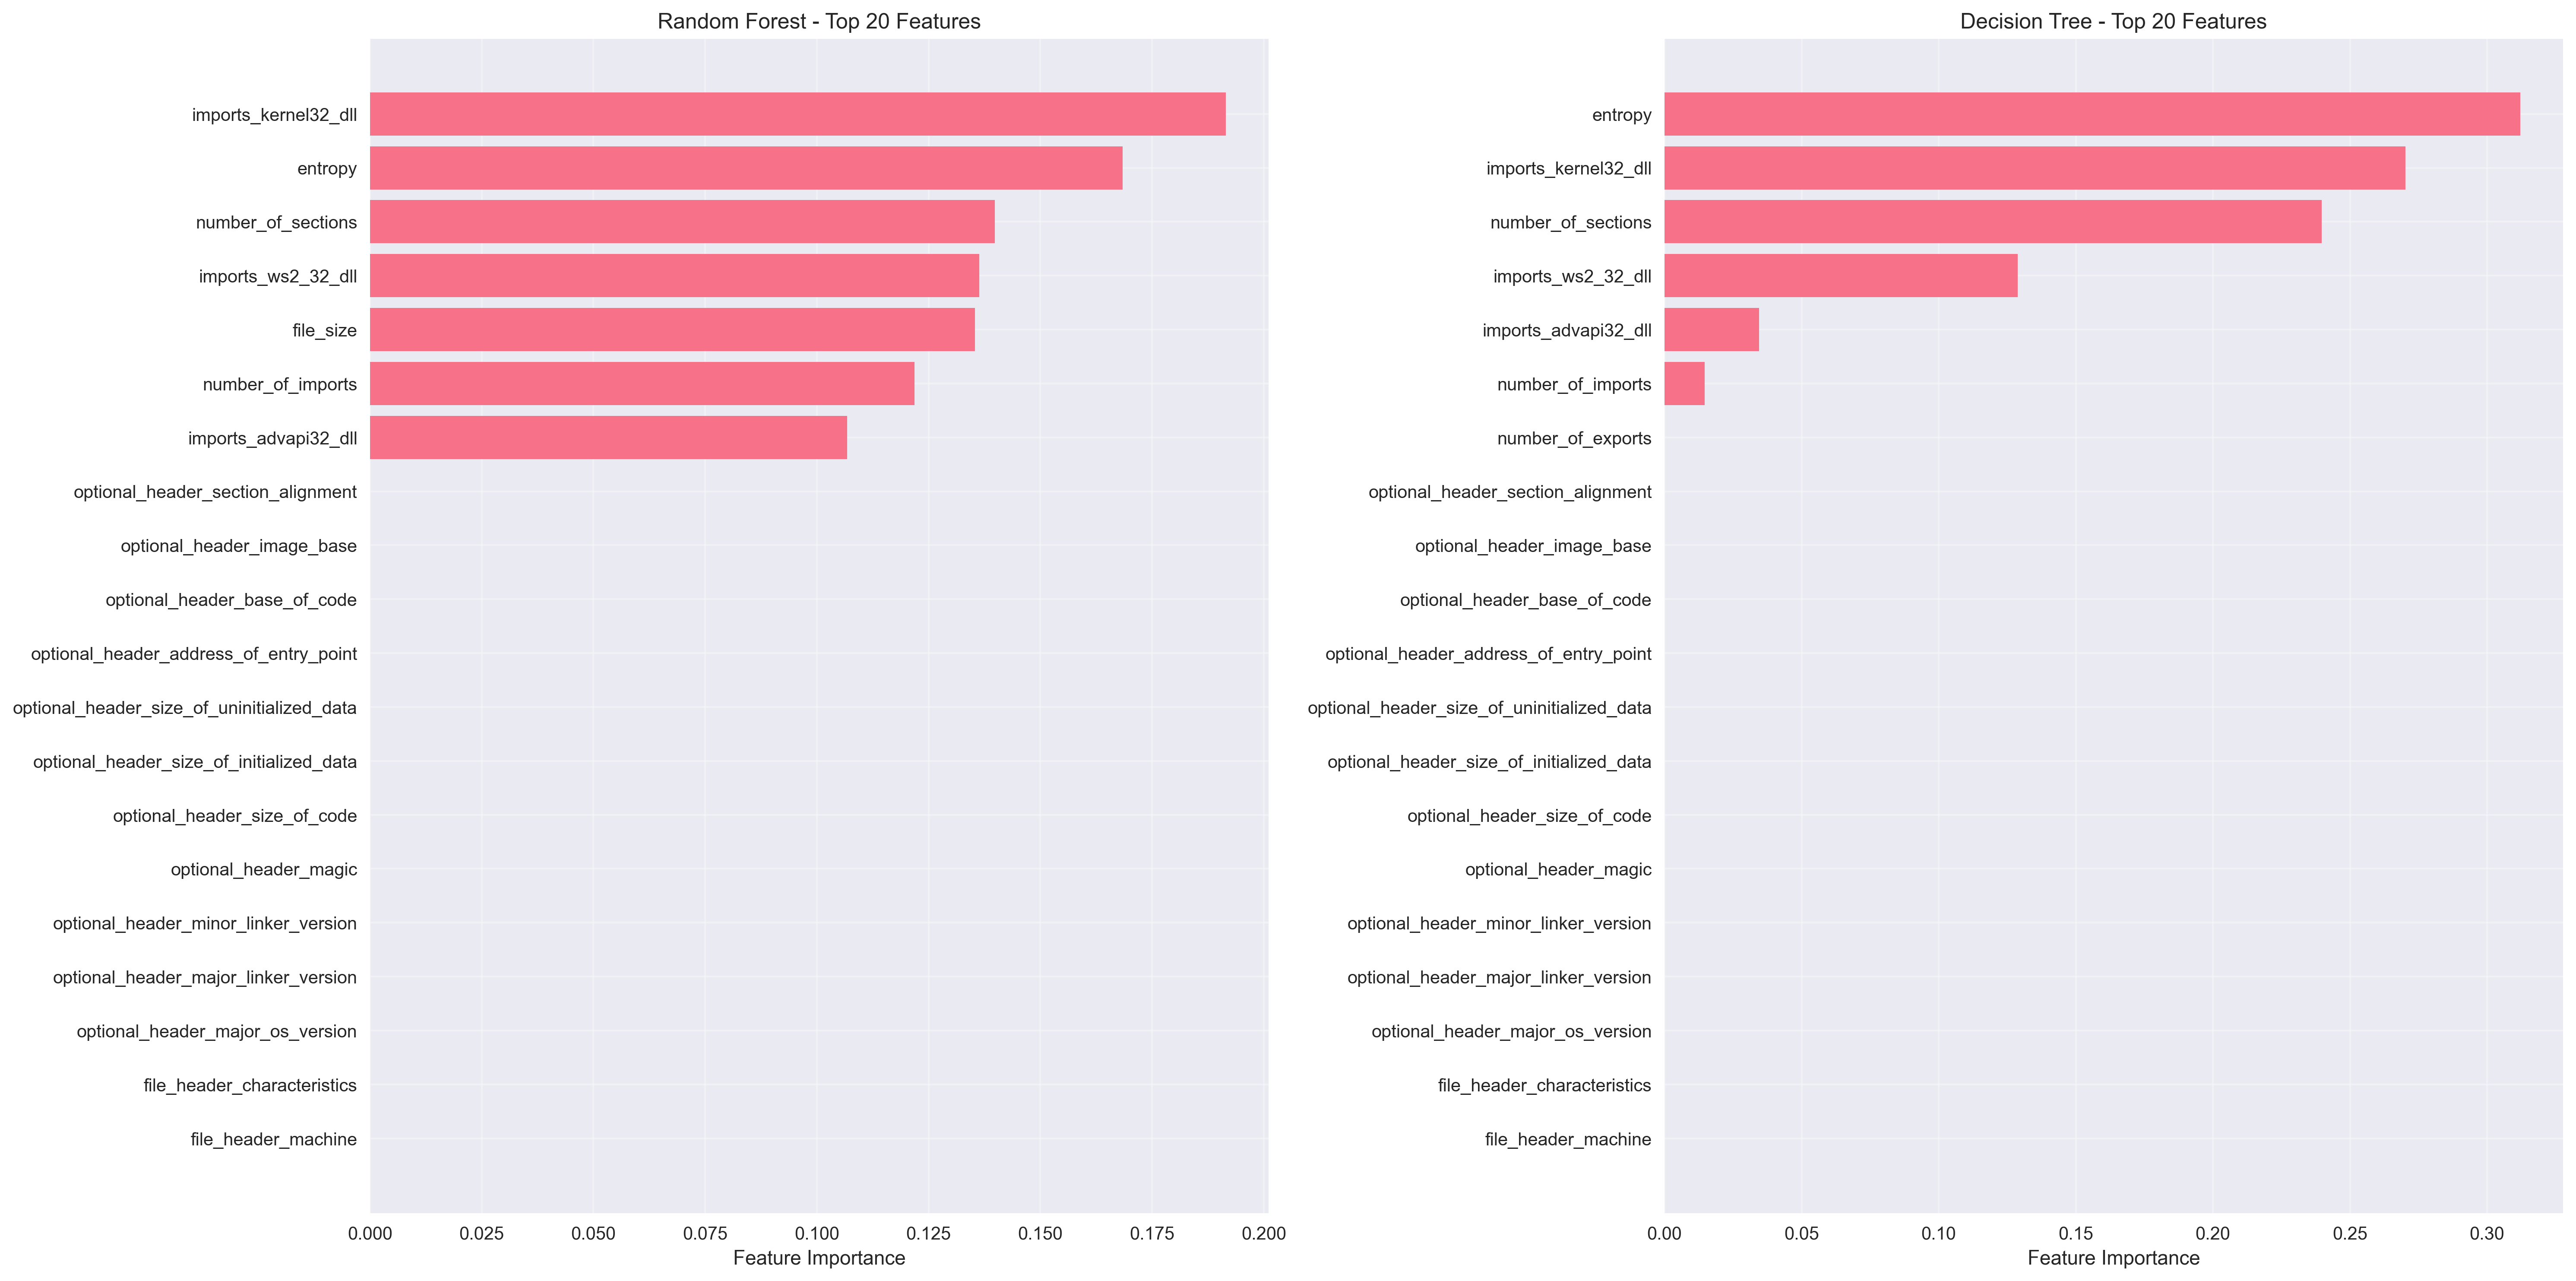 Random Forest - Top 20 Features
imports_kernel32_dll
entropy
number_of_sections
imports_ws2_32_dll
file_size
number_of_imports
imports_advapi32_dll
optional_header_section_alignment
optional_header_image_base
optional_header_base_of_code
optional_header_address_of_entry_point
optional_header_size_of_uninitialized_data
optional_header_size_of_initialized_data
optional_header_size_of_code
optional_header_magic
optional_header_minor_linker_version
optional_header_major_linker_version
optional_header_major_os_version
file_header_characteristics
file_header_machine
0.000 0.025 0.050 0.075 0.100 0.125 0.150 0.175 0.200
Feature Importance
Decision Tree - Top 20 Features
entropy
imports_kernel32_dll
number_of_sections
imports_ws2_32_dll
imports_advapi32_dll
number_of_imports
number_of_exports
optional_header_section_alignment
optional_header_image_base
optional_header_base_of_code
optional_header_address_of_entry_point
optional_header_size_of_uninitialized_data
optional_header_size_of_initialized_data
optional_header_size_of_code
optional_header_magic
optional_header_minor_linker_version
optional_header_major_linker_version
optional_header_major_os_version
file_header_characteristics
file_header_machine
0.00 0.05 0.10 0.15 0.20 0.25 0.30
Feature Importance